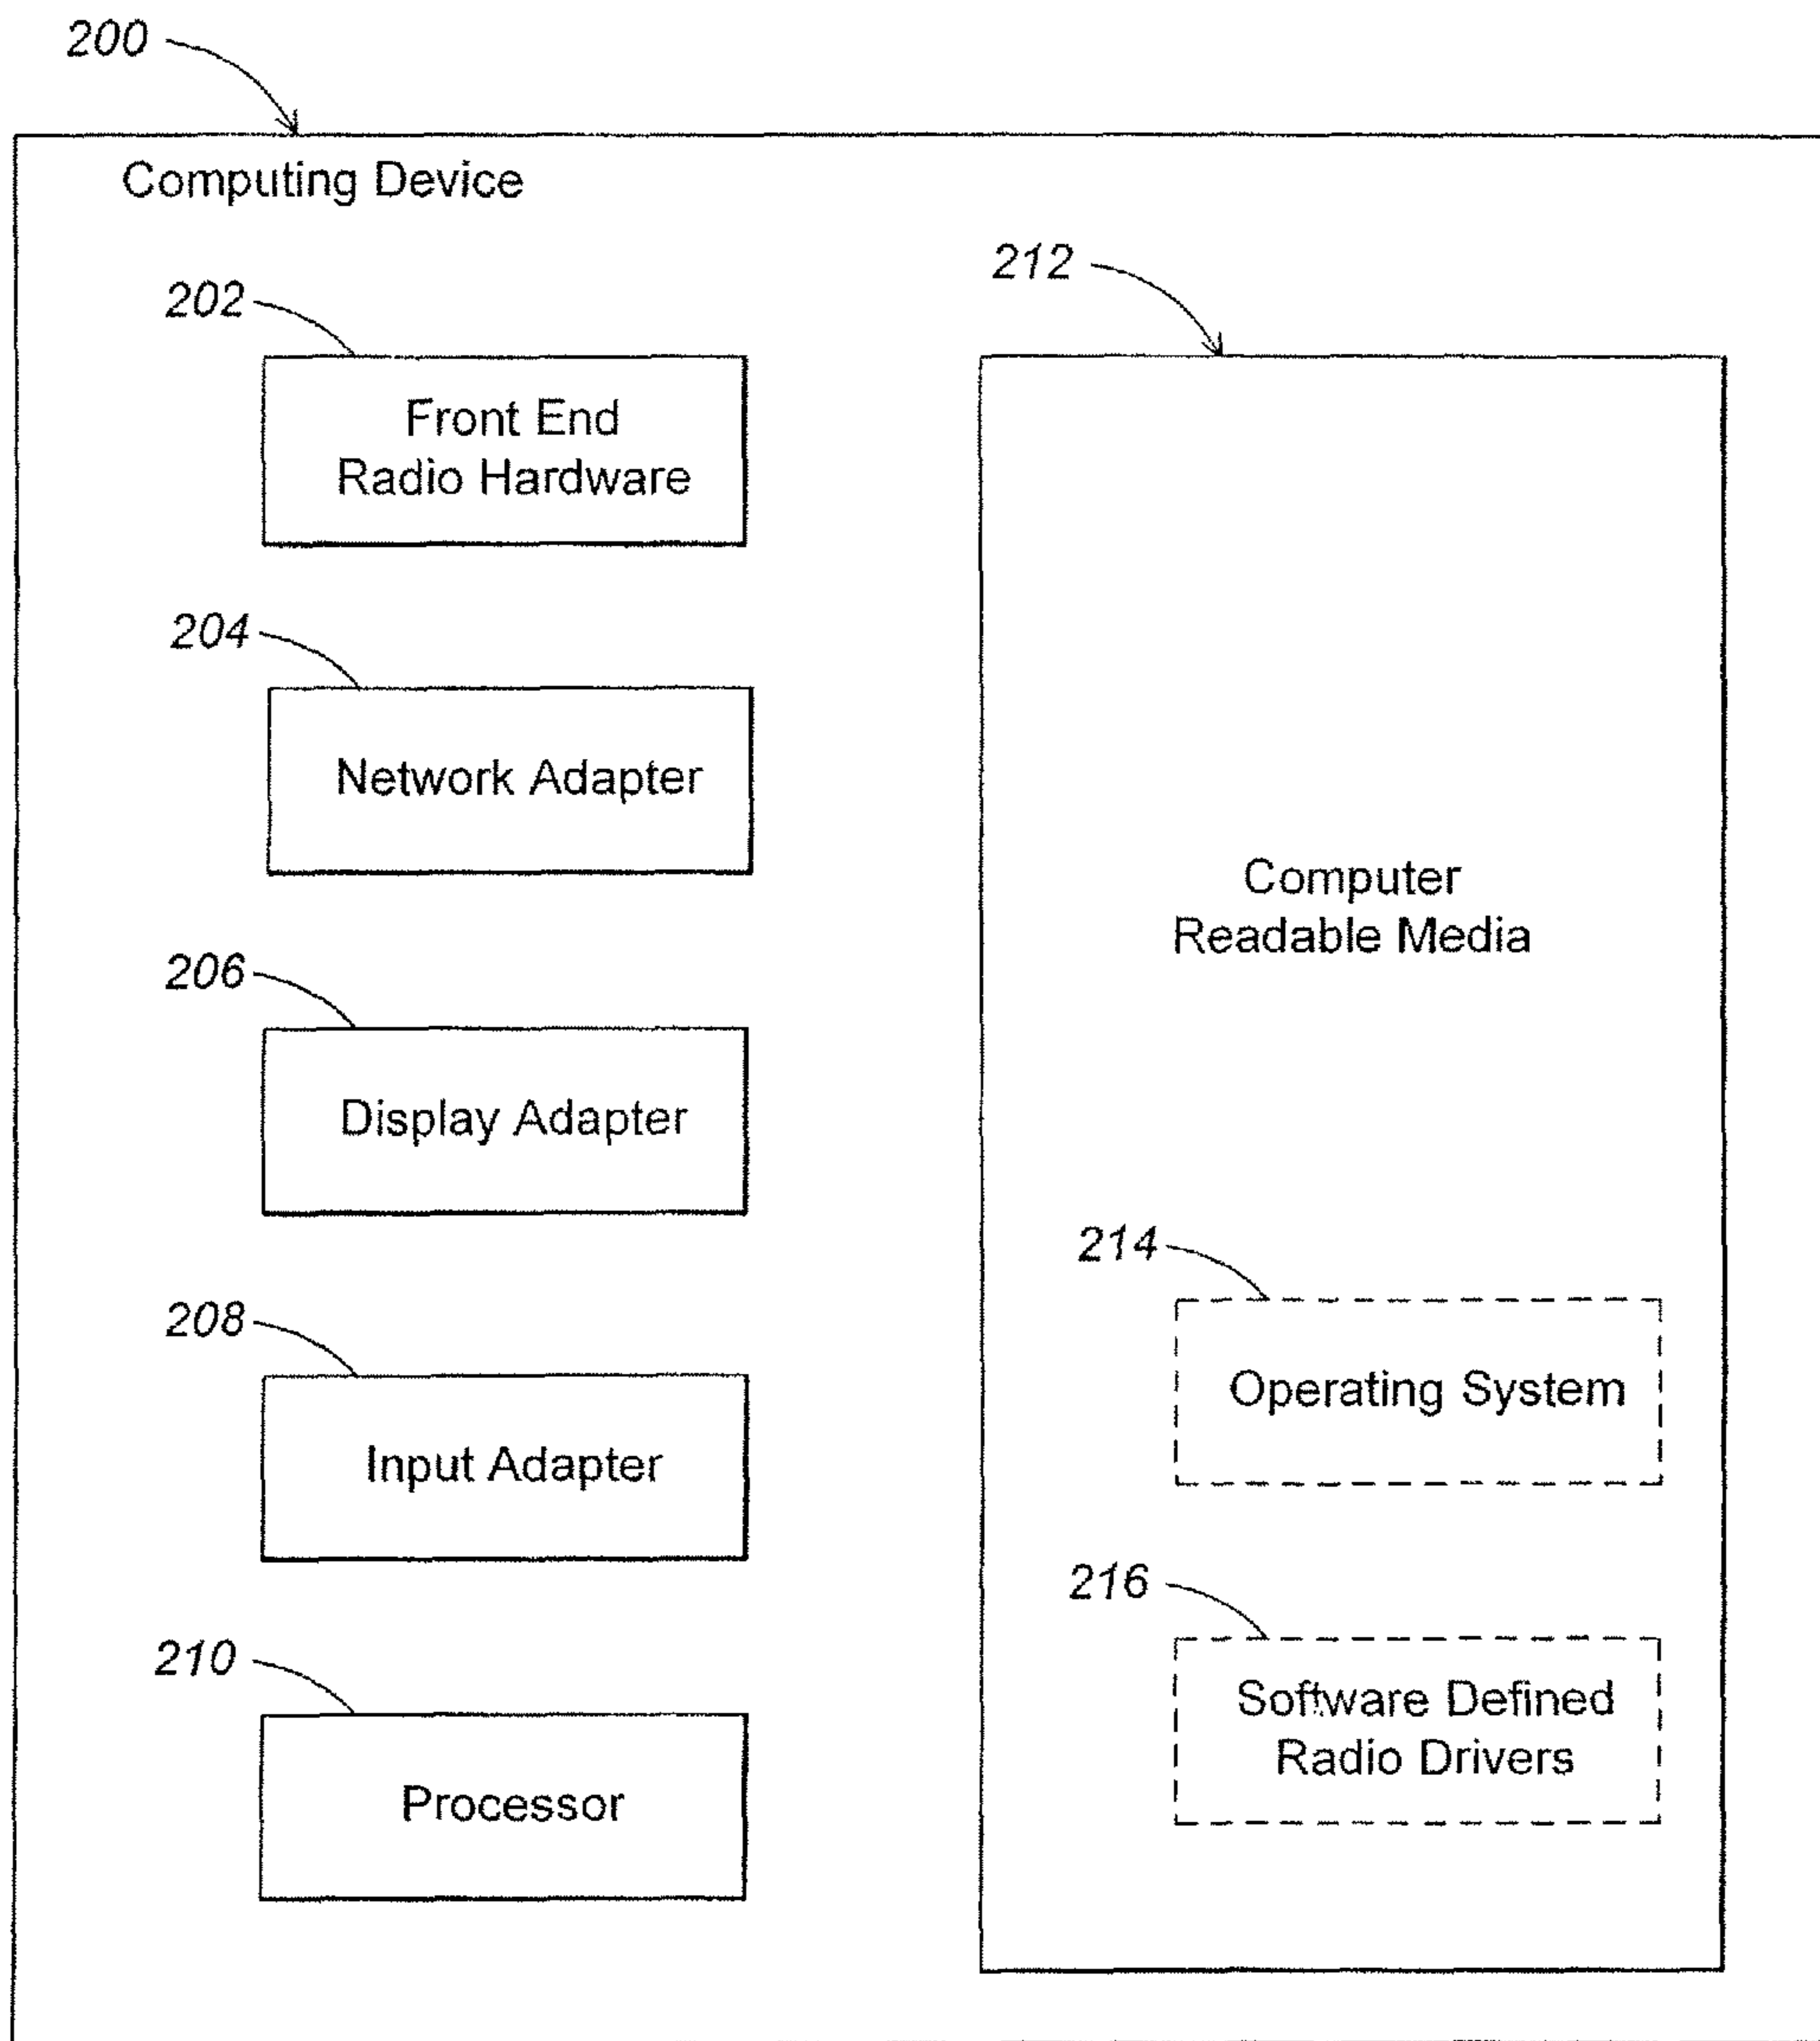 200
Computing Device
202
Front End
Radio Hardware
204
Network Adapter
206
Display Adapter
208
Input Adapter
210
Processor
212
Computer
Readable Media
214
Operating System
216
Software Defined
Radio Drivers